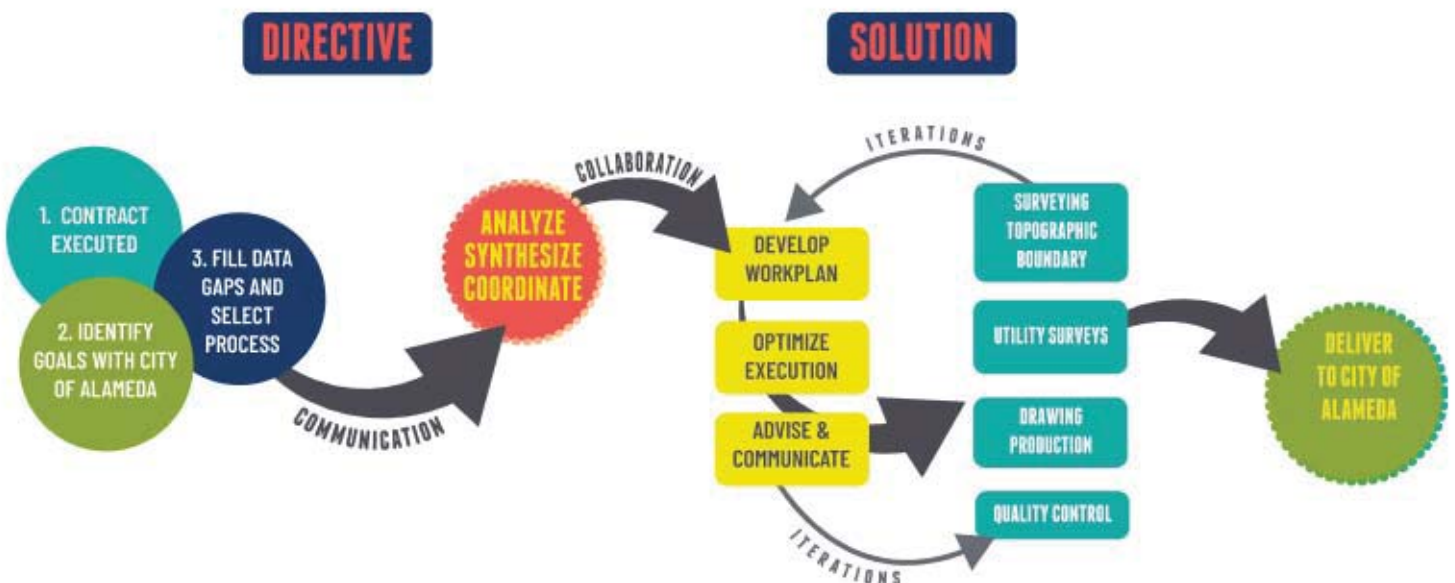 DIRECTIVE
SOLUTION
1. CONTRACT
EXECUTED
2. IDENTIFY
GOALS WITH CITY
OF ALAMEDA
3. FILL DATA
GAPS AND
SELECT
PROCESS
COMMUNICATION
ANALYZE
SYNTHESIZE
COORDINATE
COLLABORATION
DEVELOP
WORKPLAN
OPTIMIZE
EXECUTION
ADVISE &
COMMUNICATE
ITERATIONS
SURVEYING
TOPOGRAPHIC
BOUNDARY
UTILITY SURVEYS
DRAWING
PRODUCTION
QUALITY CONTROL
ITERATIONS
DELIVER
TO CITY OF
ALAMEDA